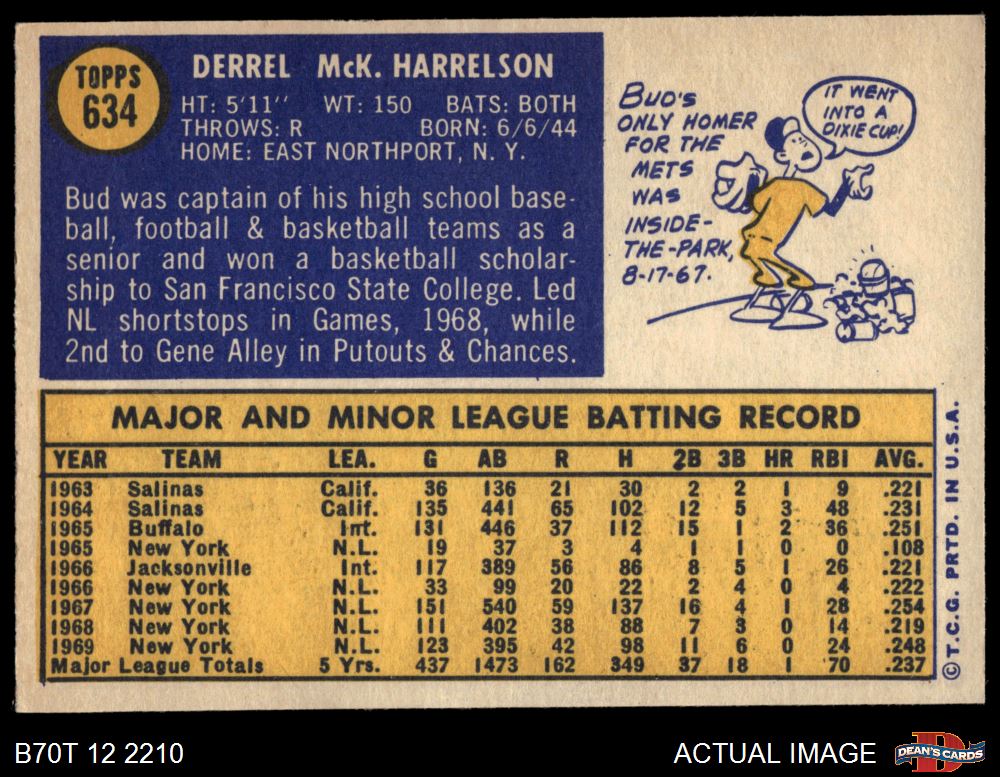 TOPPS
634
DERREL McK. HARRELSON
HT: 5'11" WT: 150 BATS: BOTH
THROWS: R BORN: 6/6/44
HOME: EAST NORTHPORT, N. Y.
Bud was captain of his high school base-
ball, football & basketball teams as a
senior and won a basketball scholar-
ship to San Francisco State College. Led
NL shortstops in Games, 1968, while
2nd to Gene Alley in Putouts & Chances.
BUD'S
ONLY HOMER
FOR THE
METS
WAS
INSIDE-
THE-PARK,
8-17-67.
IT WENT
INTO A
DIXIE CUP!
MAJOR AND MINOR LEAGUE BATTING RECORD
YEAR TEAM LEA. G AB R H 2B 3B HR RBI AVG.
1963 Salinas Calif. 36 136 21 30 2 2 1 9 .221
1964 Salinas Calif. 135 441 65 102 12 5 3 48 .231
1965 Buffalo Int. 131 446 37 112 15 1 2 36 .251
1965 New York N.L. 19 37 3 4 1 1 0 0 .108
1966 Jacksonville Int. 117 389 56 86 8 5 1 26 .221
1966 New York N.L. 33 99 20 22 2 4 0 4 .222
1967 New York N.L. 151 540 59 137 16 4 1 28 .254
1968 New York N.L. 111 402 38 88 7 3 0 14 .219
1969 New York N.L. 123 395 42 98 11 6 0 24 .248
Major League Totals 5 Yrs. 437 1473 162 349 37 18 1 70 .237
© T.C.G. PRTD. IN U.S.A.
B70T 12 2210
ACTUAL IMAGE
D
DEAN'S CARDS